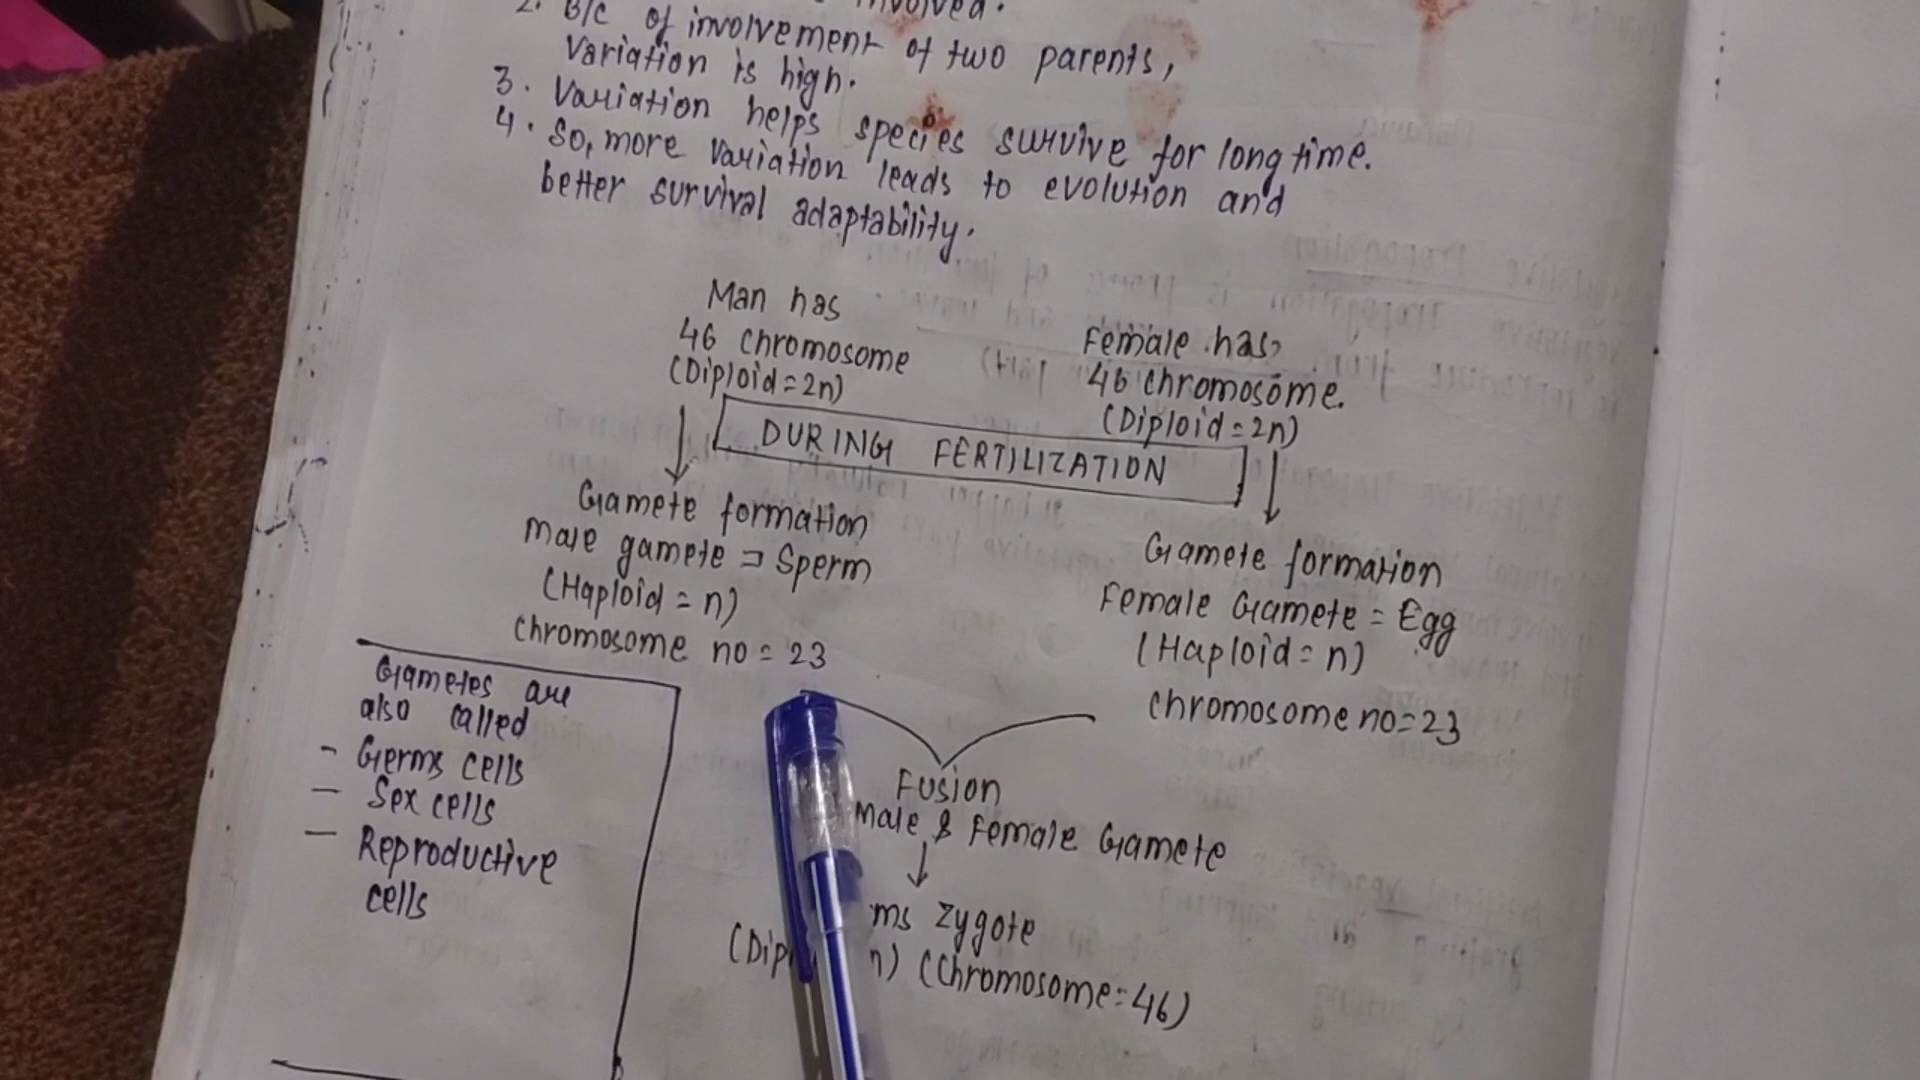 2. B/c of involvement of two parents,
Variation is high.
3. Variation helps species survive for long time.
4. So, more variation leads to evolution and
better survival adaptability.
Man has
46 chromosome
(Diploid=2n)
Female has
46 chromosome.
(Diploid=2n)
DURING FERTILIZATION
Gamete formation
Male gamete = Sperm
(Haploid = n)
chromosome no = 23
Gamete formation
Female Gamete = Egg
(Haploid = n)
chromosome no=23
Gametes are
also called
- Germs cells
- Sex cells
- Reproductive
cells
Fusion
male & Female Gamete
ms Zygote
(Dip n) (Chromosome=46)